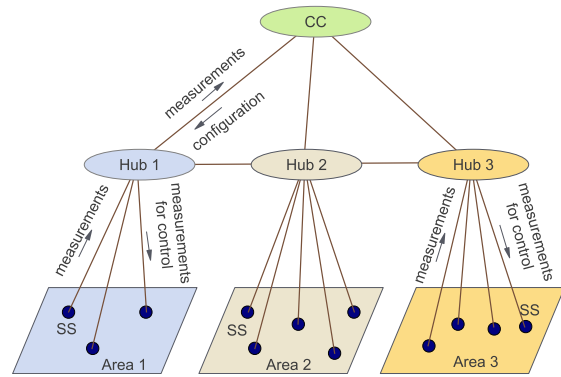 CC
measurements
configuration
Hub 1
Hub 2
Hub 3
measurements
measurements
for control
measurements
measurements
for control
SS
SS
SS
Area 1
Area 2
Area 3